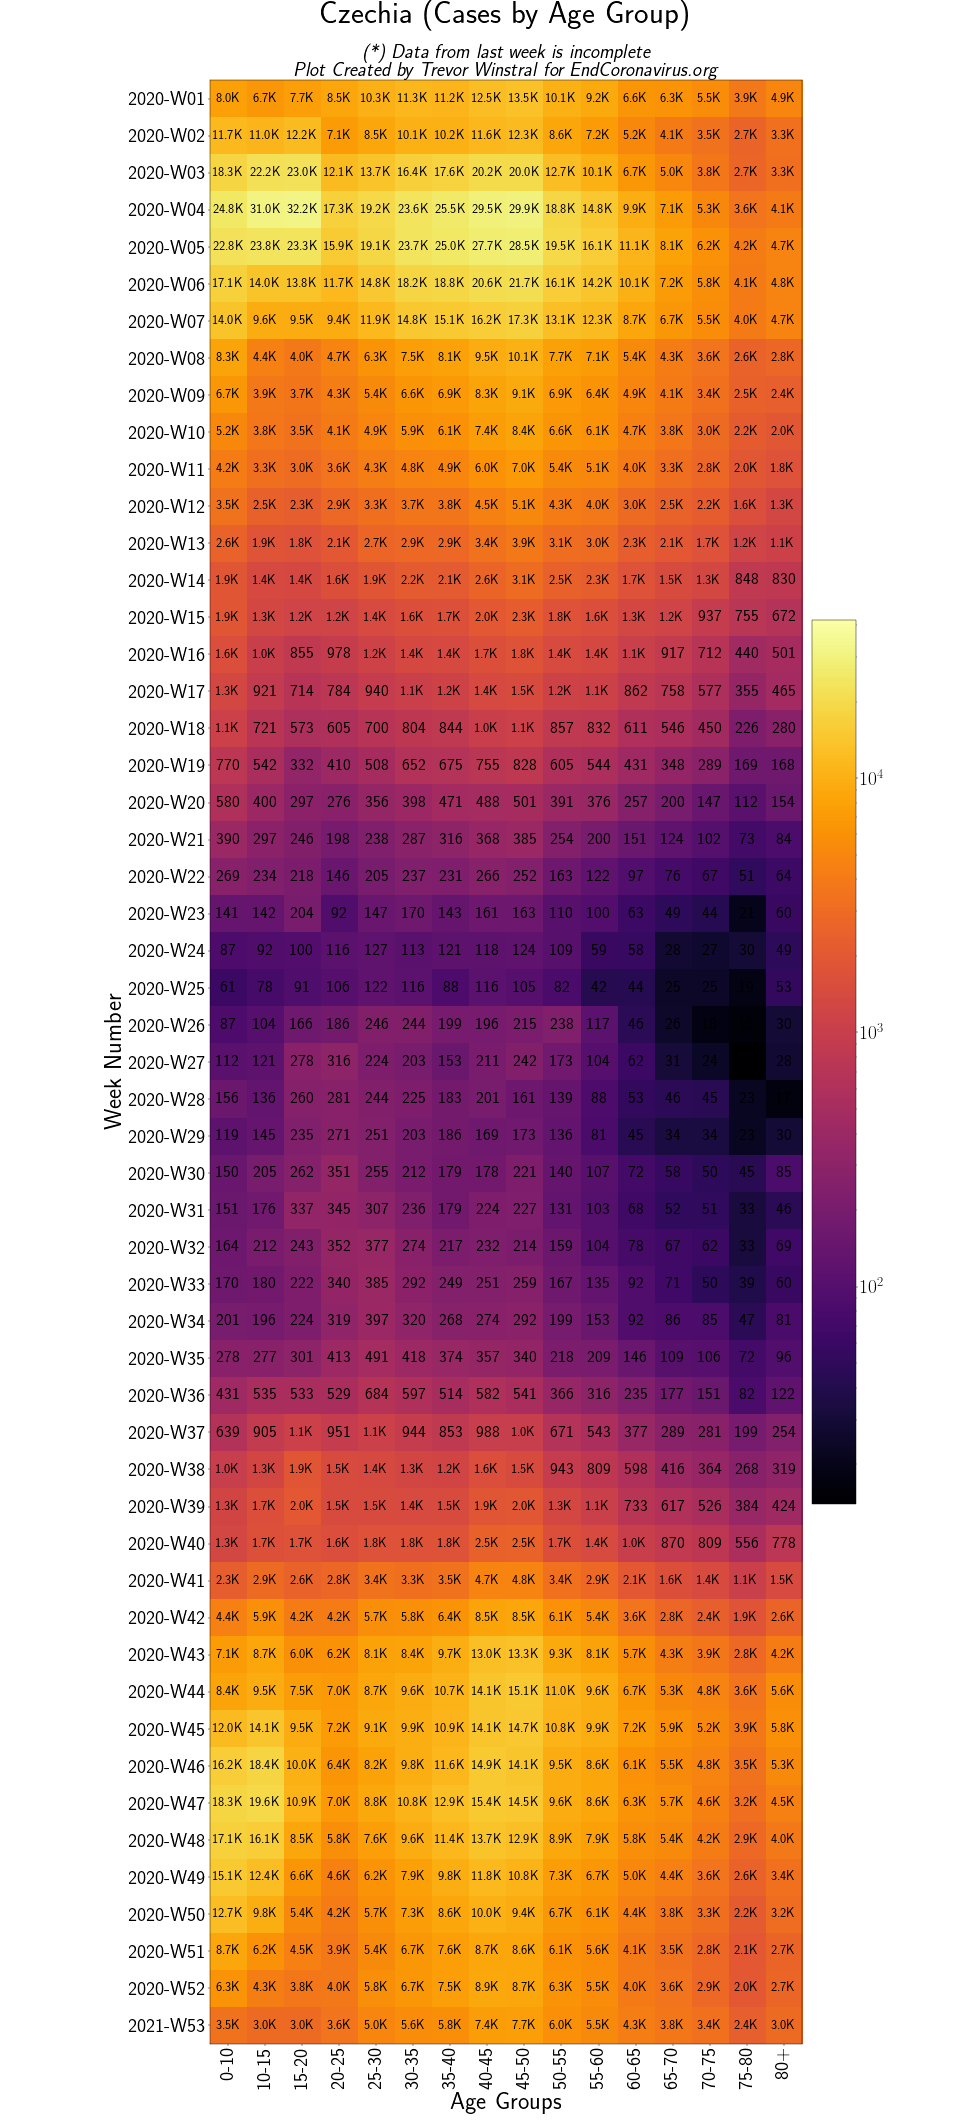 Czechia (Cases by Age Group)
(*) Data from last week is incomplete
Plot Created by Trevor Winstral for EndCoronavirus.org
2020-W01 8.0K 6.7K 7.7K 8.5K 10.3K 11.3K 11.2K 12.5K 13.5K 10.1K 9.2K 6.6K 6.3K 5.5K 3.9K 4.9K
2020-W02 11.7K 11.0K 12.2K 7.1K 8.5K 10.1K 10.2K 11.6K 12.3K 8.6K 7.2K 5.2K 4.1K 3.5K 2.7K 3.3K
2020-W03 18.3K 22.2K 23.0K 12.1K 13.7K 16.4K 17.6K 20.2K 20.0K 12.7K 10.1K 6.7K 5.0K 3.8K 2.7K 3.3K
2020-W04 24.8K 31.0K 32.2K 17.3K 19.2K 23.6K 25.5K 29.5K 29.9K 18.8K 14.8K 9.9K 7.1K 5.3K 3.6K 4.1K
2020-W05 22.8K 23.8K 23.3K 15.9K 19.1K 23.7K 25.0K 27.7K 28.5K 19.5K 16.1K 11.1K 8.1K 6.2K 4.2K 4.7K
2020-W06 17.1K 14.0K 13.8K 11.7K 14.8K 18.2K 18.8K 20.6K 21.7K 16.1K 14.2K 10.1K 7.2K 5.8K 4.1K 4.8K
2020-W07 14.0K 9.6K 9.5K 9.4K 11.9K 14.8K 15.1K 16.2K 17.3K 13.1K 12.3K 8.7K 6.7K 5.5K 4.0K 4.7K
2020-W08 8.3K 4.4K 4.0K 4.7K 6.3K 7.5K 8.1K 9.5K 10.1K 7.7K 7.1K 5.4K 4.3K 3.6K 2.6K 2.8K
2020-W09 6.7K 3.9K 3.7K 4.3K 5.4K 6.6K 6.9K 8.3K 9.1K 6.9K 6.4K 4.9K 4.1K 3.4K 2.5K 2.4K
2020-W10 5.2K 3.8K 3.5K 4.1K 4.9K 5.9K 6.1K 7.4K 8.4K 6.6K 6.1K 4.7K 3.8K 3.0K 2.2K 2.0K
2020-W11 4.2K 3.3K 3.0K 3.6K 4.3K 4.8K 4.9K 6.0K 7.0K 5.4K 5.1K 4.0K 3.3K 2.8K 2.0K 1.8K
2020-W12 3.5K 2.5K 2.3K 2.9K 3.3K 3.7K 3.8K 4.5K 5.1K 4.3K 4.0K 3.0K 2.5K 2.2K 1.6K 1.3K
2020-W13 2.6K 1.9K 1.8K 2.1K 2.7K 2.9K 2.9K 3.4K 3.9K 3.1K 3.0K 2.3K 2.1K 1.7K 1.2K 1.1K
2020-W14 1.9K 1.4K 1.4K 1.6K 1.9K 2.2K 2.1K 2.6K 3.1K 2.5K 2.3K 1.7K 1.5K 1.3K 848 830
2020-W15 1.9K 1.3K 1.2K 1.2K 1.4K 1.6K 1.7K 2.0K 2.3K 1.8K 1.6K 1.3K 1.2K 937 755 672
2020-W16 1.6K 1.0K 855 978 1.2K 1.4K 1.4K 1.7K 1.8K 1.4K 1.4K 1.1K 917 712 440 501
2020-W17 1.3K 921 714 784 940 1.1K 1.2K 1.4K 1.5K 1.2K 1.1K 862 758 577 355 465
2020-W18 1.1K 721 573 605 700 804 844 1.0K 1.1K 857 832 611 546 450 226 280
2020-W19 770 542 332 410 508 652 675 755 828 605 544 431 348 289 169 168
2020-W20 580 400 297 276 356 398 471 488 501 391 376 257 200 147 112 154
2020-W21 390 297 246 198 238 287 316 368 385 254 200 151 124 102 73 84
2020-W22 269 234 218 146 205 237 231 266 252 163 122 97 76 67 51 64
2020-W23 141 142 204 92 147 170 143 161 163 110 100 63 49 44 21 60
2020-W24 87 92 100 116 127 113 121 118 124 109 59 58 28 27 30 49
2020-W25 61 78 91 106 122 116 88 116 105 82 42 44 25 25 53
2020-W26 87 104 166 186 246 244 199 196 215 238 117 46 26 30
2020-W27 112 121 278 316 224 203 153 211 242 173 104 62 31 24 28
2020-W28 156 136 260 281 244 225 183 201 161 139 88 53 46 45 23
2020-W29 119 145 235 271 251 203 186 169 173 136 81 45 34 34 23 30
2020-W30 150 205 262 351 255 212 179 178 221 140 107 72 58 50 45 85
2020-W31 151 176 337 345 307 236 179 224 227 131 103 68 52 51 33 46
2020-W32 164 212 243 352 377 274 217 232 214 159 104 78 67 62 33 69
2020-W33 170 180 222 340 385 292 249 251 259 167 135 92 71 50 39 60
2020-W34 201 196 224 319 397 320 268 274 292 199 153 92 86 85 47 81
2020-W35 278 277 301 413 491 418 374 357 340 218 209 146 109 106 72 96
2020-W36 431 535 533 529 684 597 514 582 541 366 316 235 177 151 82 122
2020-W37 639 905 1.1K 951 1.1K 944 853 988 1.0K 671 543 377 289 281 199 254
2020-W38 1.0K 1.3K 1.9K 1.5K 1.4K 1.3K 1.2K 1.6K 1.5K 943 809 598 416 364 268 319
2020-W39 1.3K 1.7K 2.0K 1.5K 1.5K 1.4K 1.5K 1.9K 2.0K 1.3K 1.1K 733 617 526 384 424
2020-W40 1.3K 1.7K 1.7K 1.6K 1.8K 1.8K 1.8K 2.5K 2.5K 1.7K 1.4K 1.0K 870 809 556 778
2020-W41 2.3K 2.9K 2.6K 2.8K 3.4K 3.3K 3.5K 4.7K 4.8K 3.4K 2.9K 2.1K 1.6K 1.4K 1.1K 1.5K
2020-W42 4.4K 5.9K 4.2K 4.2K 5.7K 5.8K 6.4K 8.5K 8.5K 6.1K 5.4K 3.6K 2.8K 2.4K 1.9K 2.6K
2020-W43 7.1K 8.7K 6.0K 6.2K 8.1K 8.4K 9.7K 13.0K 13.3K 9.3K 8.1K 5.7K 4.3K 3.9K 2.8K 4.2K
2020-W44 8.4K 9.5K 7.5K 7.0K 8.7K 9.6K 10.7K 14.1K 15.1K 11.0K 9.6K 6.7K 5.3K 4.8K 3.6K 5.6K
2020-W45 12.0K 14.1K 9.5K 7.2K 9.1K 9.9K 10.9K 14.1K 14.7K 10.8K 9.9K 7.2K 5.9K 5.2K 3.9K 5.8K
2020-W46 16.2K 18.4K 10.0K 6.4K 8.2K 9.8K 11.6K 14.9K 14.1K 9.5K 8.6K 6.1K 5.5K 4.8K 3.5K 5.3K
2020-W47 18.3K 19.6K 10.9K 7.0K 8.8K 10.8K 12.9K 15.4K 14.5K 9.6K 8.6K 6.3K 5.7K 4.6K 3.2K 4.5K
2020-W48 17.1K 16.1K 8.5K 5.8K 7.6K 9.6K 11.4K 13.7K 12.9K 8.9K 7.9K 5.8K 5.4K 4.2K 2.9K 4.0K
2020-W49 15.1K 12.4K 6.6K 4.6K 6.2K 7.9K 9.8K 11.8K 10.8K 7.3K 6.7K 5.0K 4.4K 3.6K 2.6K 3.4K
2020-W50 12.7K 9.8K 5.4K 4.2K 5.7K 7.3K 8.6K 10.0K 9.4K 6.7K 6.1K 4.4K 3.8K 3.3K 2.2K 3.2K
2020-W51 8.7K 6.2K 4.5K 3.9K 5.4K 6.7K 7.6K 8.7K 8.6K 6.1K 5.6K 4.1K 3.5K 2.8K 2.1K 2.7K
2020-W52 6.3K 4.3K 3.8K 4.0K 5.8K 6.7K 7.5K 8.9K 8.7K 6.3K 5.5K 4.0K 3.6K 2.9K 2.0K 2.7K
2021-W53 3.5K 3.0K 3.0K 3.6K 5.0K 5.6K 5.8K 7.4K 7.7K 6.0K 5.5K 4.3K 3.8K 3.4K 2.4K 3.0K
0-10 10-15 15-20 20-25 25-30 30-35 35-40 40-45 45-50 50-55 55-60 60-65 65-70 70-75 75-80 80+
Age Groups
Week Number
10⁴
10³
10²